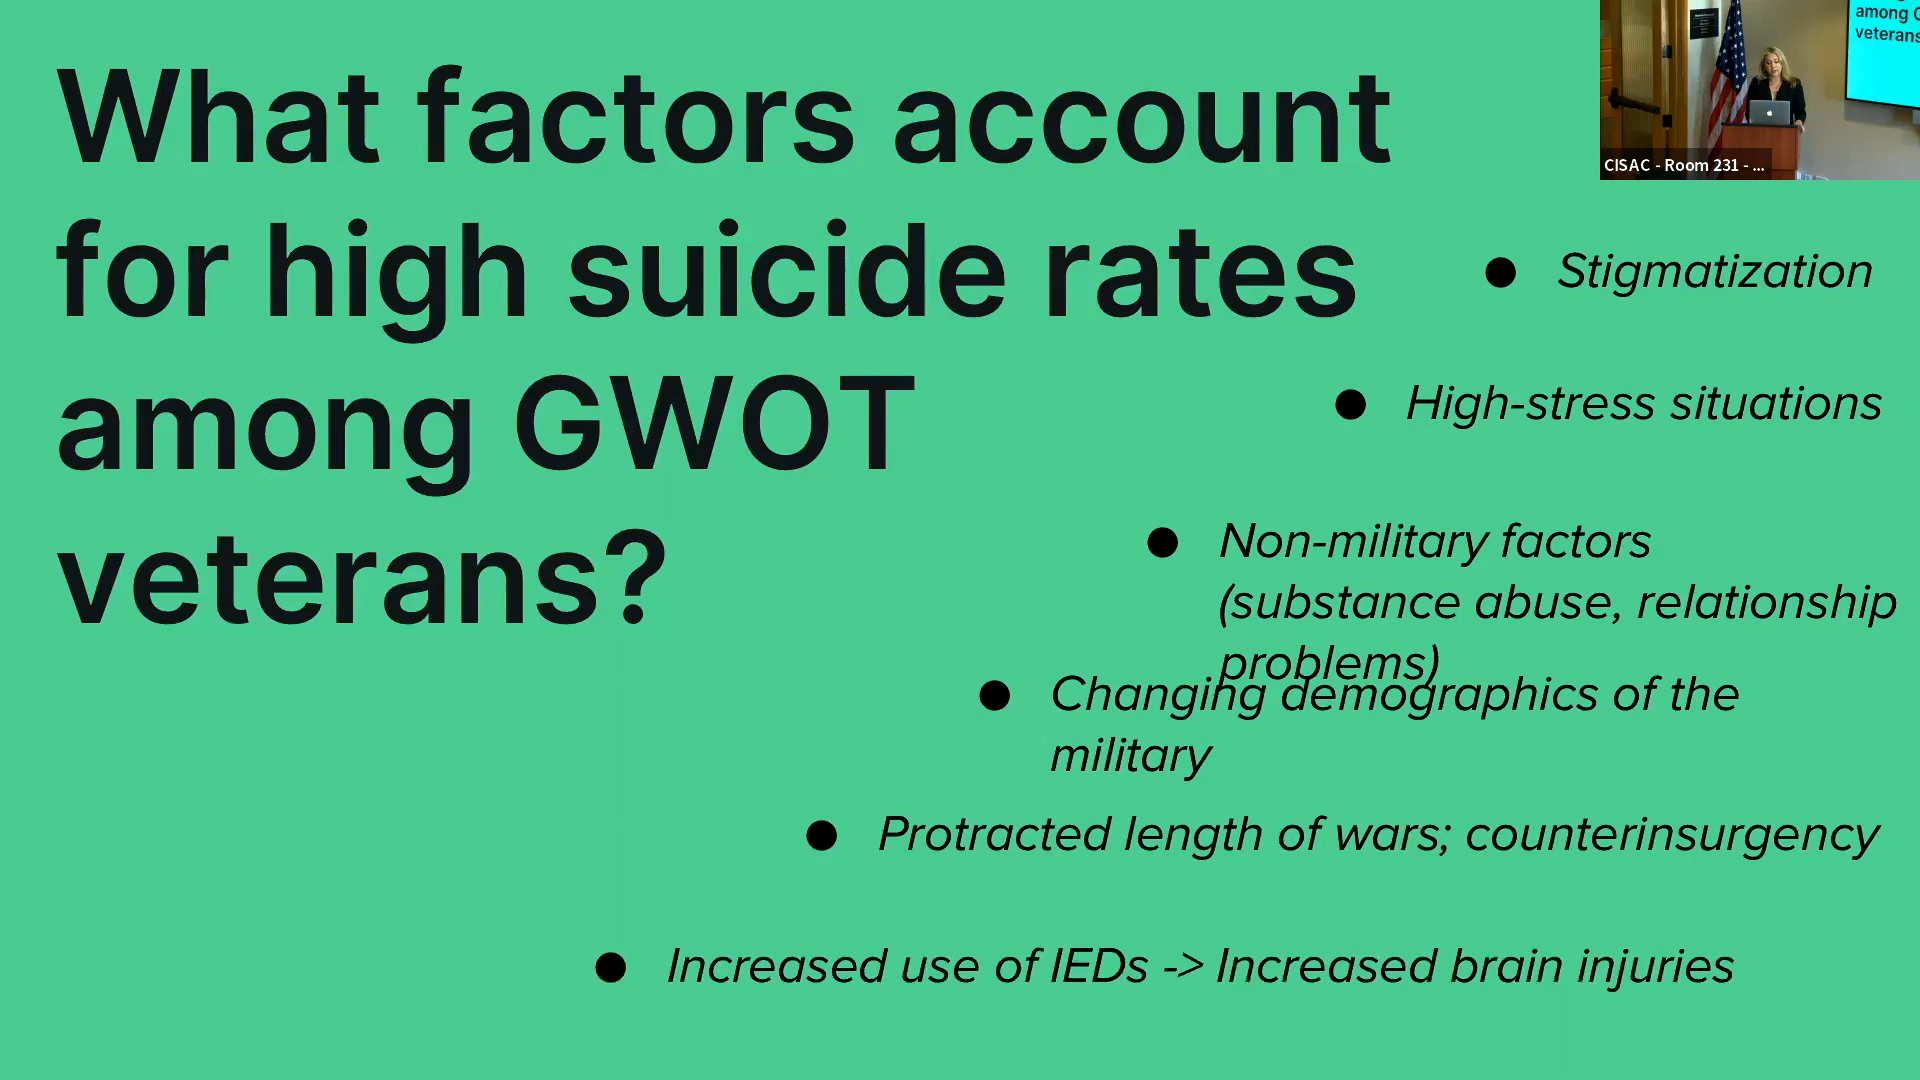 What factors account
for high suicide rates
among GWOT
veterans?
among
veterans
CISAC - Room 231 - ...
● Stigmatization
● High-stress situations
● Non-military factors
(substance abuse, relationship
problems)
● Changing demographics of the
military
● Protracted length of wars; counterinsurgency
● Increased use of IEDs -> Increased brain injuries